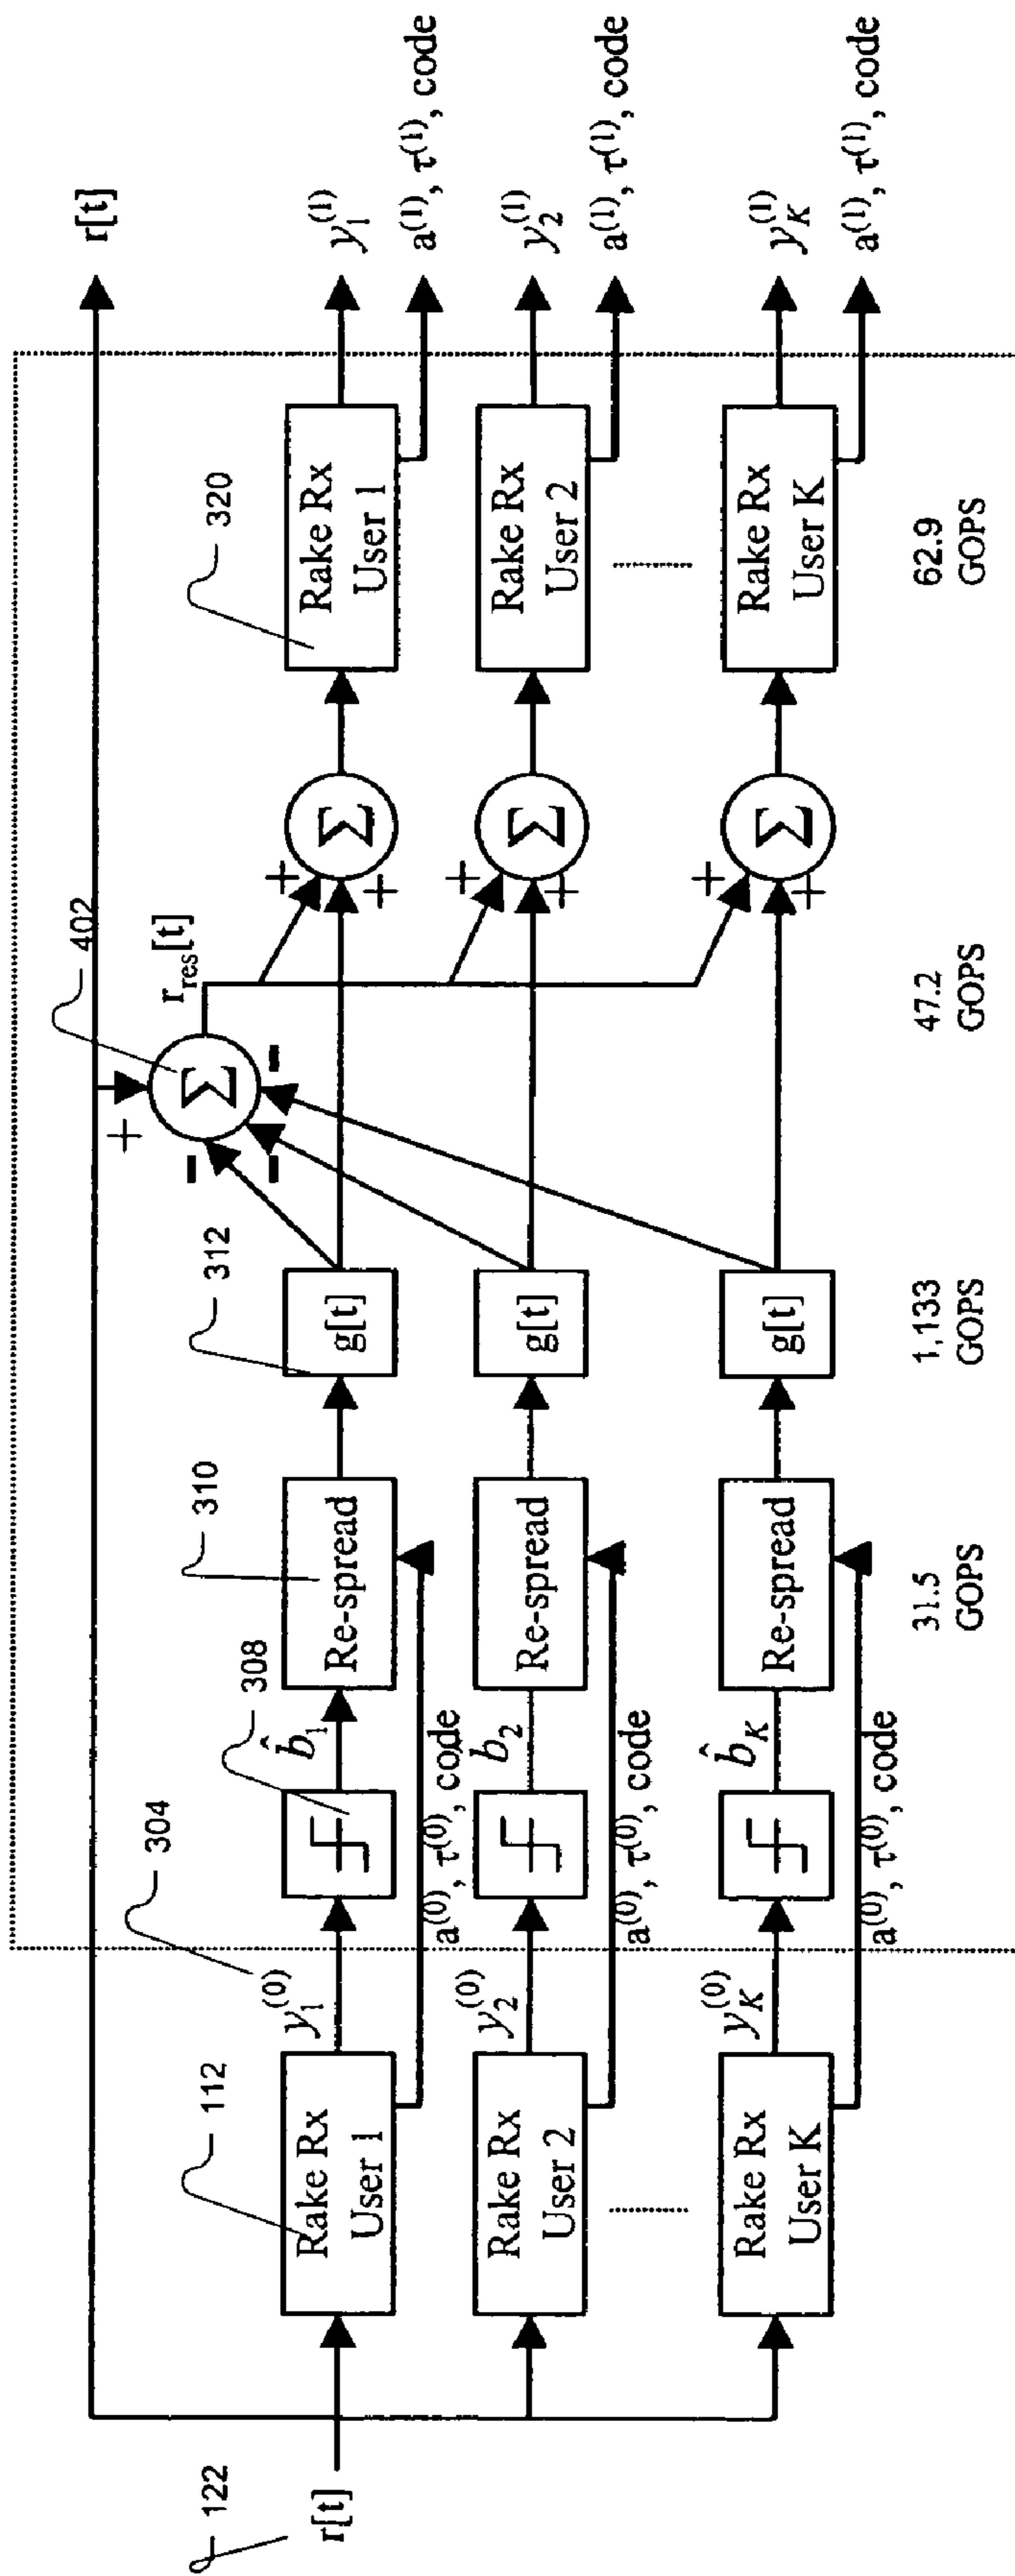 r[t]
122
112
304
308
310
312
402
320
r[t]
Rake Rx
User 1
y₁⁽⁰⁾
b̂₁
a⁽⁰⁾, τ⁽⁰⁾, code
Re-spread
g[t]
+
−
−
−
Σ
r_res[t]
+
+
Σ
Rake Rx
User 1
y₁⁽¹⁾
a⁽¹⁾, τ⁽¹⁾, code
Rake Rx
User 2
y₂⁽⁰⁾
b₂
a⁽⁰⁾, τ⁽⁰⁾, code
Re-spread
g[t]
+
+
Σ
Rake Rx
User 2
y₂⁽¹⁾
a⁽¹⁾, τ⁽¹⁾, code
Rake Rx
User K
y_K⁽⁰⁾
b̂_K
a⁽⁰⁾, τ⁽⁰⁾, code
Re-spread
g[t]
+
+
Σ
Rake Rx
User K
y_K⁽¹⁾
a⁽¹⁾, τ⁽¹⁾, code
31.5
GOPS
1,133
GOPS
47.2
GOPS
62.9
GOPS